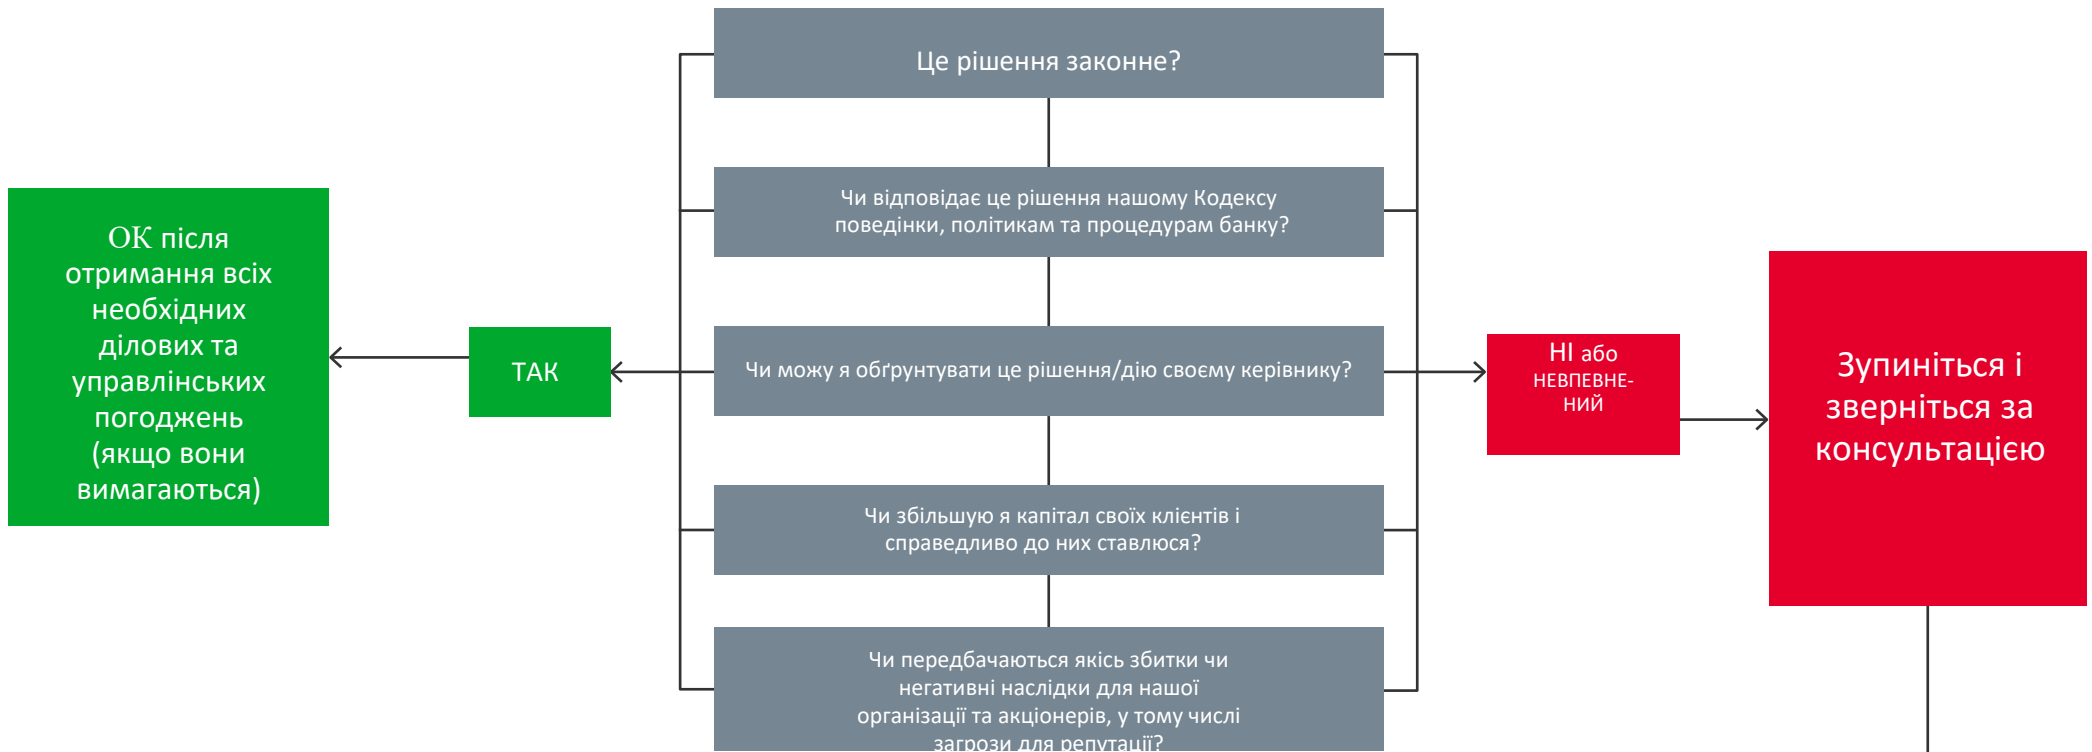 Це рішення законне?
Чи відповідає це рішення нашому Кодексу
поведінки, політикам та процедурам банку?
ОК після
отримання всіх
необхідних
ділових та
управлінських
погоджень
(якщо вони
вимагаються)
ТАК
Чи можу я обґрунтувати це рішення/дію своєму керівнику?
НІ або
НЕВПЕВНЕ-
НИЙ
Зупиніться і
зверніться за
консультацією
Чи збільшую я капітал своїх клієнтів і
справедливо до них ставлюся?
Чи передбачаються якісь збитки чи
негативні наслідки для нашої
організації та акціонерів, у тому числі
загрози для репутації?